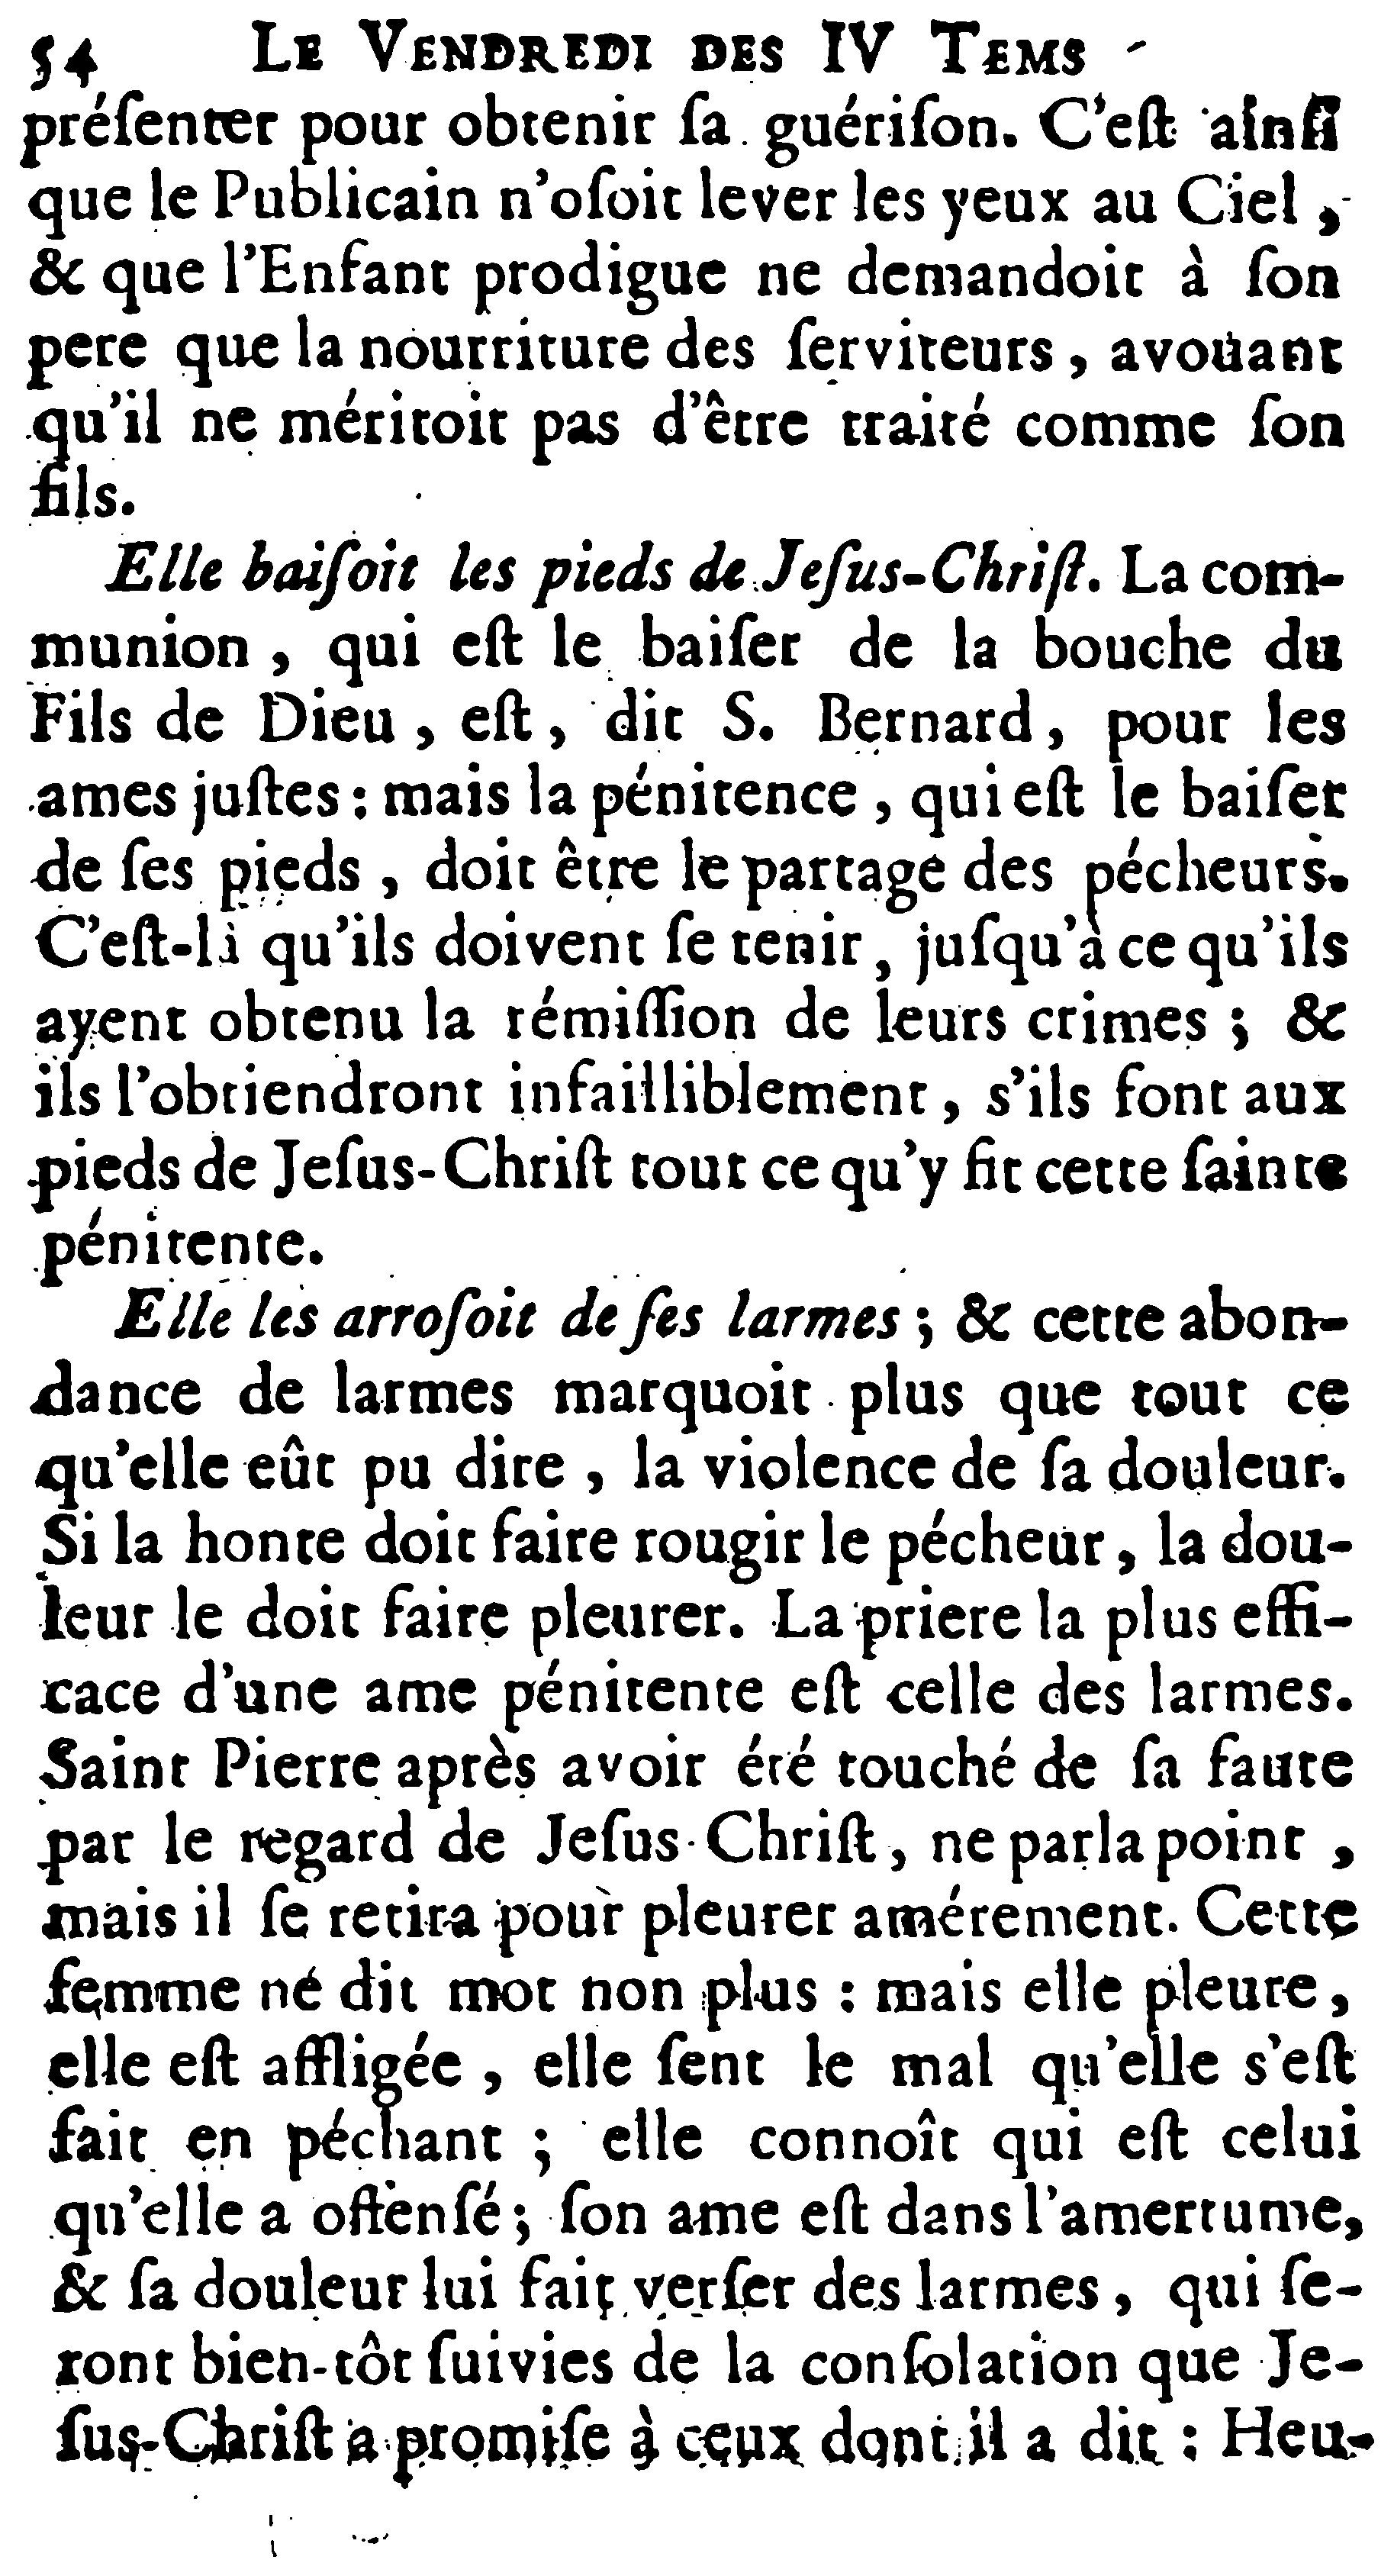 54 LE VENDREDI DES IV TEMS
préſenter pour obtenir ſa guériſon. C'eſt ainſi
que le Publicain n'oſoit lever les yeux au Ciel,
& que l'Enfant prodigue ne demandoit à ſon
pere que la nourriture des ſerviteurs, avoüant
qu'il ne méritoit pas d'être traité comme ſon
fils.
Elle baiſoit les pieds de Jeſus-Chriſt. La com-
munion, qui eſt le baiſer de la bouche du
Fils de Dieu, eſt, dit S. Bernard, pour les
ames juſtes : mais la pénitence, qui eſt le baiſer
de ſes pieds, doit être le partage des pécheurs.
C'eſt-là qu'ils doivent ſe tenir, juſqu'à ce qu'ils
ayent obtenu la rémiſſion de leurs crimes ; &
ils l'obtiendront infailliblement, s'ils font aux
pieds de Jeſus-Chriſt tout ce qu'y fit cette ſainte
pénitente.
Elle les arroſoit de ſes larmes ; & cette abon-
dance de larmes marquoit plus que tout ce
qu'elle eût pu dire, la violence de ſa douleur.
Si la honte doit faire rougir le pécheur, la dou-
leur le doit faire pleurer. La priere la plus effi-
cace d'une ame pénitente eſt celle des larmes.
Saint Pierre après avoir été touché de ſa faute
par le regard de Jeſus-Chriſt, ne parla point,
mais il ſe retira pour pleurer amérement. Cette
femme ne dit mot non plus : mais elle pleure,
elle eſt affligée, elle ſent le mal qu'elle s'eſt
fait en péchant ; elle connoît qui eſt celui
qu'elle a offenſé ; ſon ame eſt dans l'amertume,
& ſa douleur lui fait verſer des larmes, qui ſe-
ront bien-tôt ſuivies de la conſolation que Je-
ſus-Chriſt a promiſe à ceux dont il a dit : Heu-